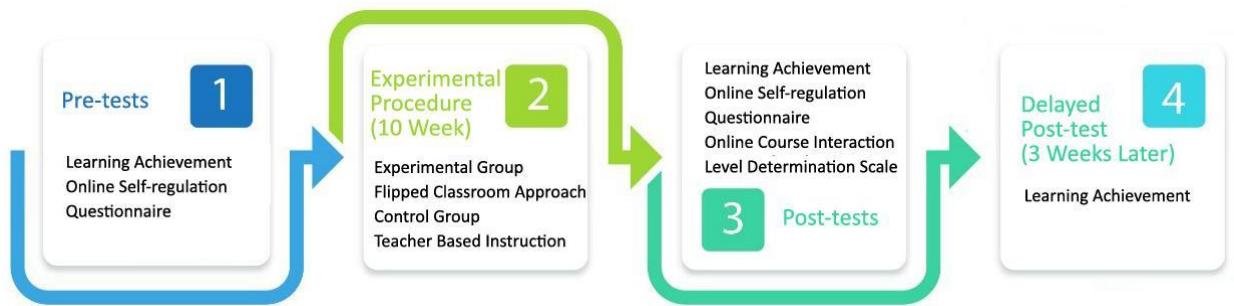 Pre-tests
1
Learning Achievement
Online Self-regulation
Questionnaire
Experimental
Procedure
(10 Week)
2
Experimental Group
Flipped Classroom Approach
Control Group
Teacher Based Instruction
Learning Achievement
Online Self-regulation
Questionnaire
Online Course Interaction
Level Determination Scale
3
Post-tests
Delayed
Post-test
(3 Weeks Later)
4
Learning Achievement